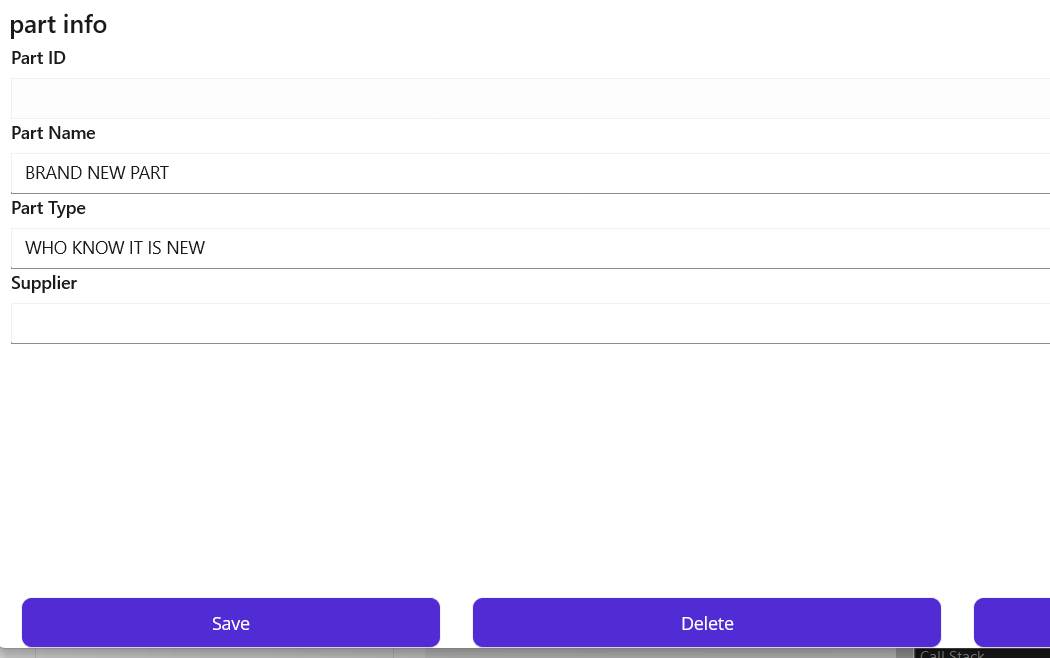 part info
Part ID
Part Name
BRAND NEW PART
Part Type
WHO KNOW IT IS NEW
Supplier
Save
Delete
Call Stack